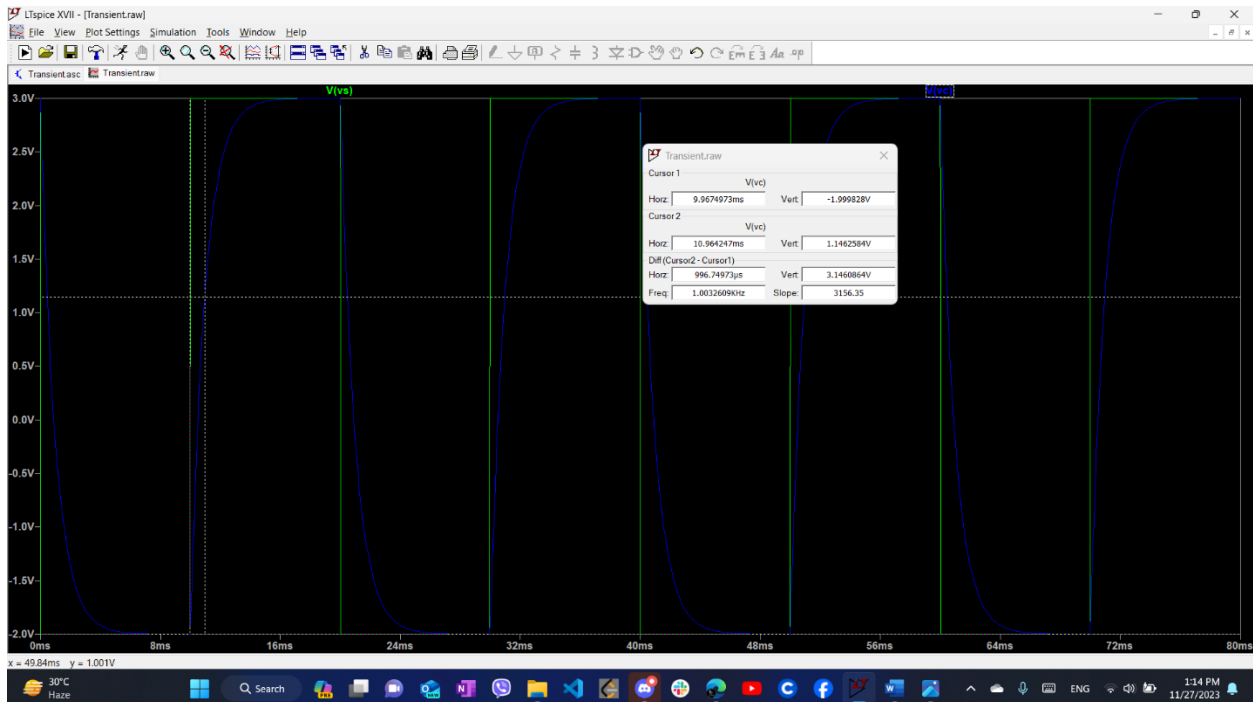 LTspice XVII - [Transient.raw]
File View Plot Settings Simulation Tools Window Help
Transient.asc Transient.raw
V(vs) V(vc)
3.0V
2.5V
2.0V
1.5V
1.0V
0.5V
0.0V
-0.5V
-1.0V
-1.5V
-2.0V
0ms 8ms 16ms 24ms 32ms 40ms 48ms 56ms 64ms 72ms 80ms
Transient.raw
Cursor 1
V(vc)
Horz: 9.9674973ms Vert: -1.999828V
Cursor 2
V(vc)
Horz: 10.964247ms Vert: 1.1462584V
Diff (Cursor2 - Cursor1)
Horz: 996.74973µs Vert: 3.1460864V
Freq: 1.0032609KHz Slope: 3156.35
x = 49.84ms y = 1.001V
30°C
Haze
Search
PRE
NEW
ENG
1:14 PM
11/27/2023